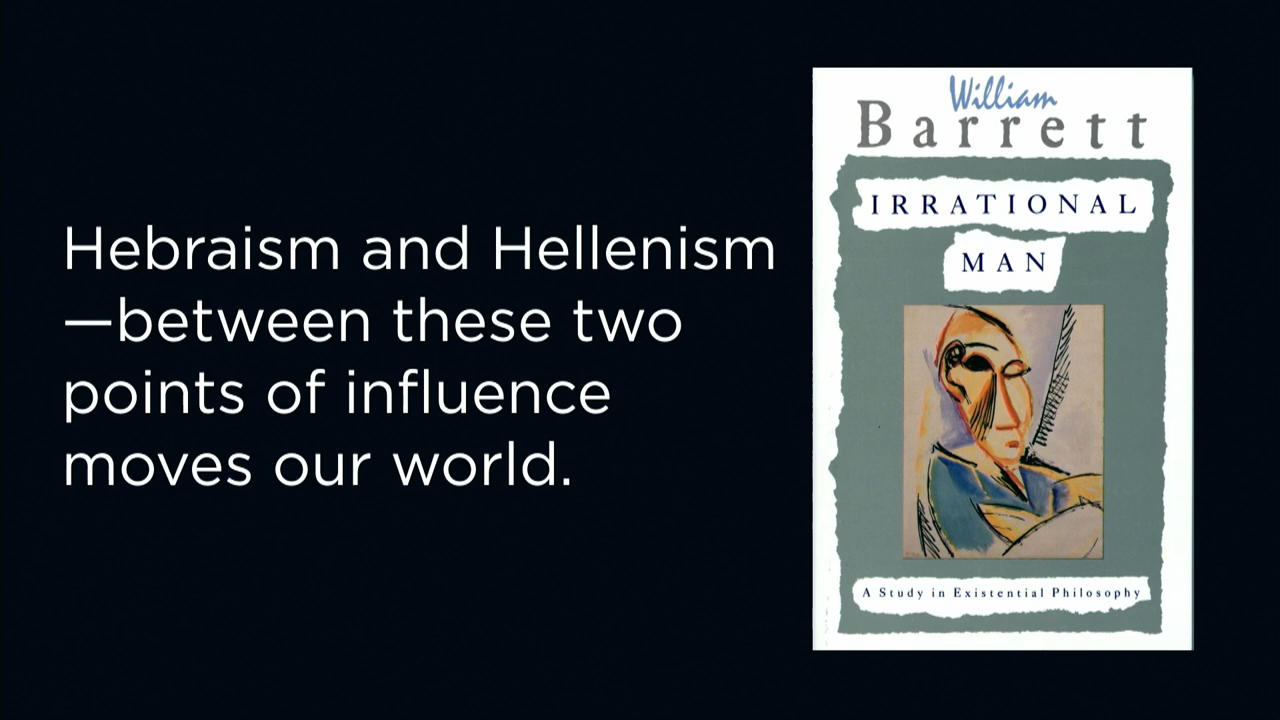 Hebraism and Hellenism
—between these two
points of influence
moves our world.
William
Barrett
IRRATIONAL
MAN
A Study in Existential Philosophy